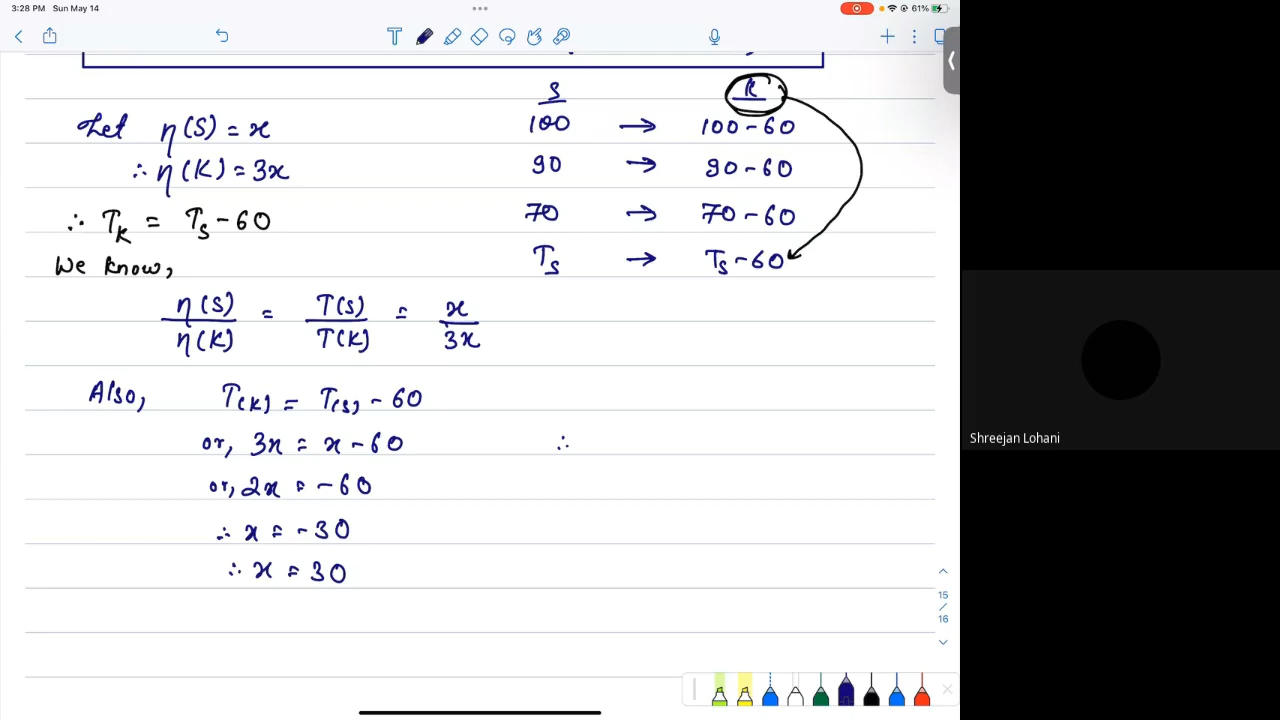 3:28 PM Sun May 14
61%
S K
Let η(S) = x 100 → 100-60
∴ η(K) = 3x 90 → 90-60
∴ T_K = T_S - 60 70 → 70-60
We know, T_S → T_S - 60
η(S)/η(K) = T(S)/T(K) = x/3x
Also, T(K) = T(S) - 60
or, 3x = x - 60 ∴
or, 2x = -60
∴ x = -30
∴ x = 30
15
/
16
Shreejan Lohani